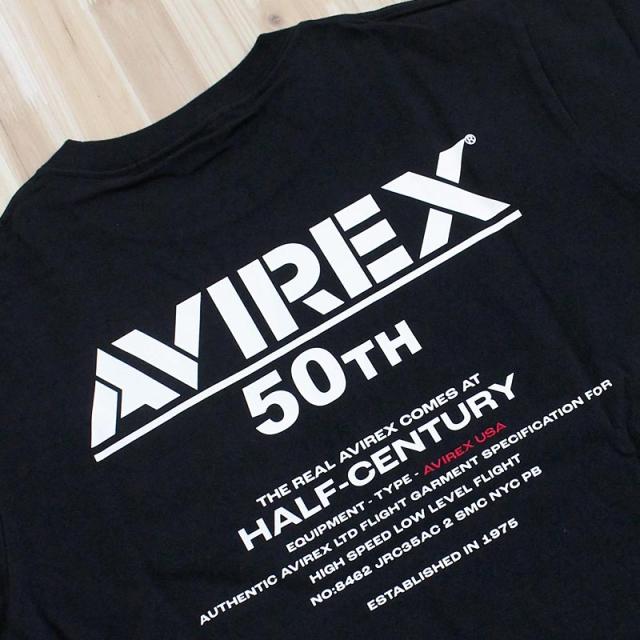 AVIREX®
50TH
THE REAL AVIREX COMES AT
HALF-CENTURY
EQUIPMENT - TYPE - AVIREX USA
AUTHENTIC AVIREX LTD FLIGHT GARMENT SPECIFICATION FOR
HIGH SPEED LOW LEVEL FLIGHT
NO:8462 JRC35AC 2 SMC NYC PB
ESTABLISHED IN 1975